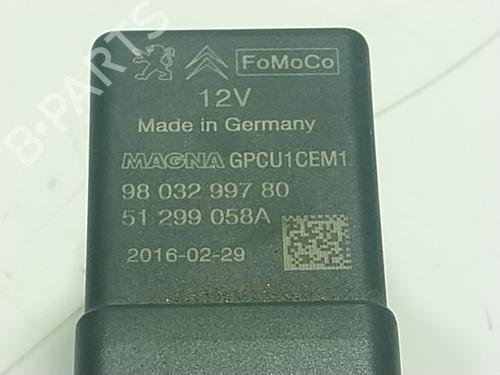 FoMoCo
12V
Made in Germany
MAGNA GPCU1CEM1
98 032 997 80
51 299 058A
2016-02-29
B-PARTS